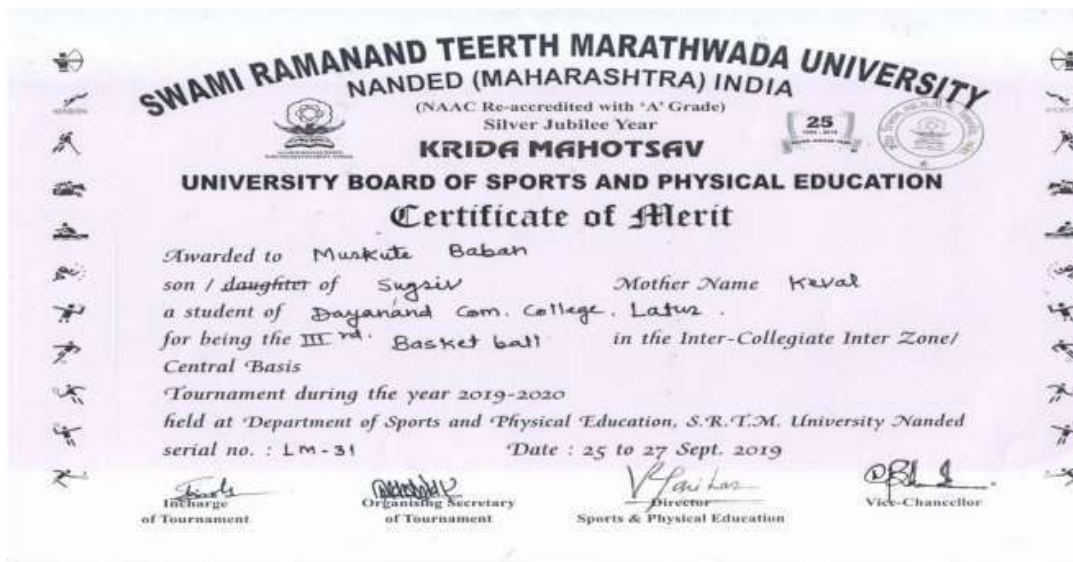 SWAMI RAMANAND TEERTH MARATHWADA UNIVERSITY
NANDED (MAHARASHTRA) INDIA
(NAAC Re-accredited with 'A' Grade)
Silver Jubilee Year
25
KRIDA MAHOTSAV
UNIVERSITY BOARD OF SPORTS AND PHYSICAL EDUCATION
Certificate of Merit
Awarded to Muskute Baban
son / daughter of Sugriv Mother Name Keval
a student of Dayanand Com. College. Latur.
for being the IIIrd. Basket ball in the Inter-Collegiate Inter Zone/
Central Basis
Tournament during the year 2019-2020
held at Department of Sports and Physical Education, S.R.T.M. University Nanded
serial no. : LM-31 Date : 25 to 27 Sept. 2019
Incharge Organising Secretary Director Vice-Chancellor
of Tournament of Tournament Sports & Physical Education